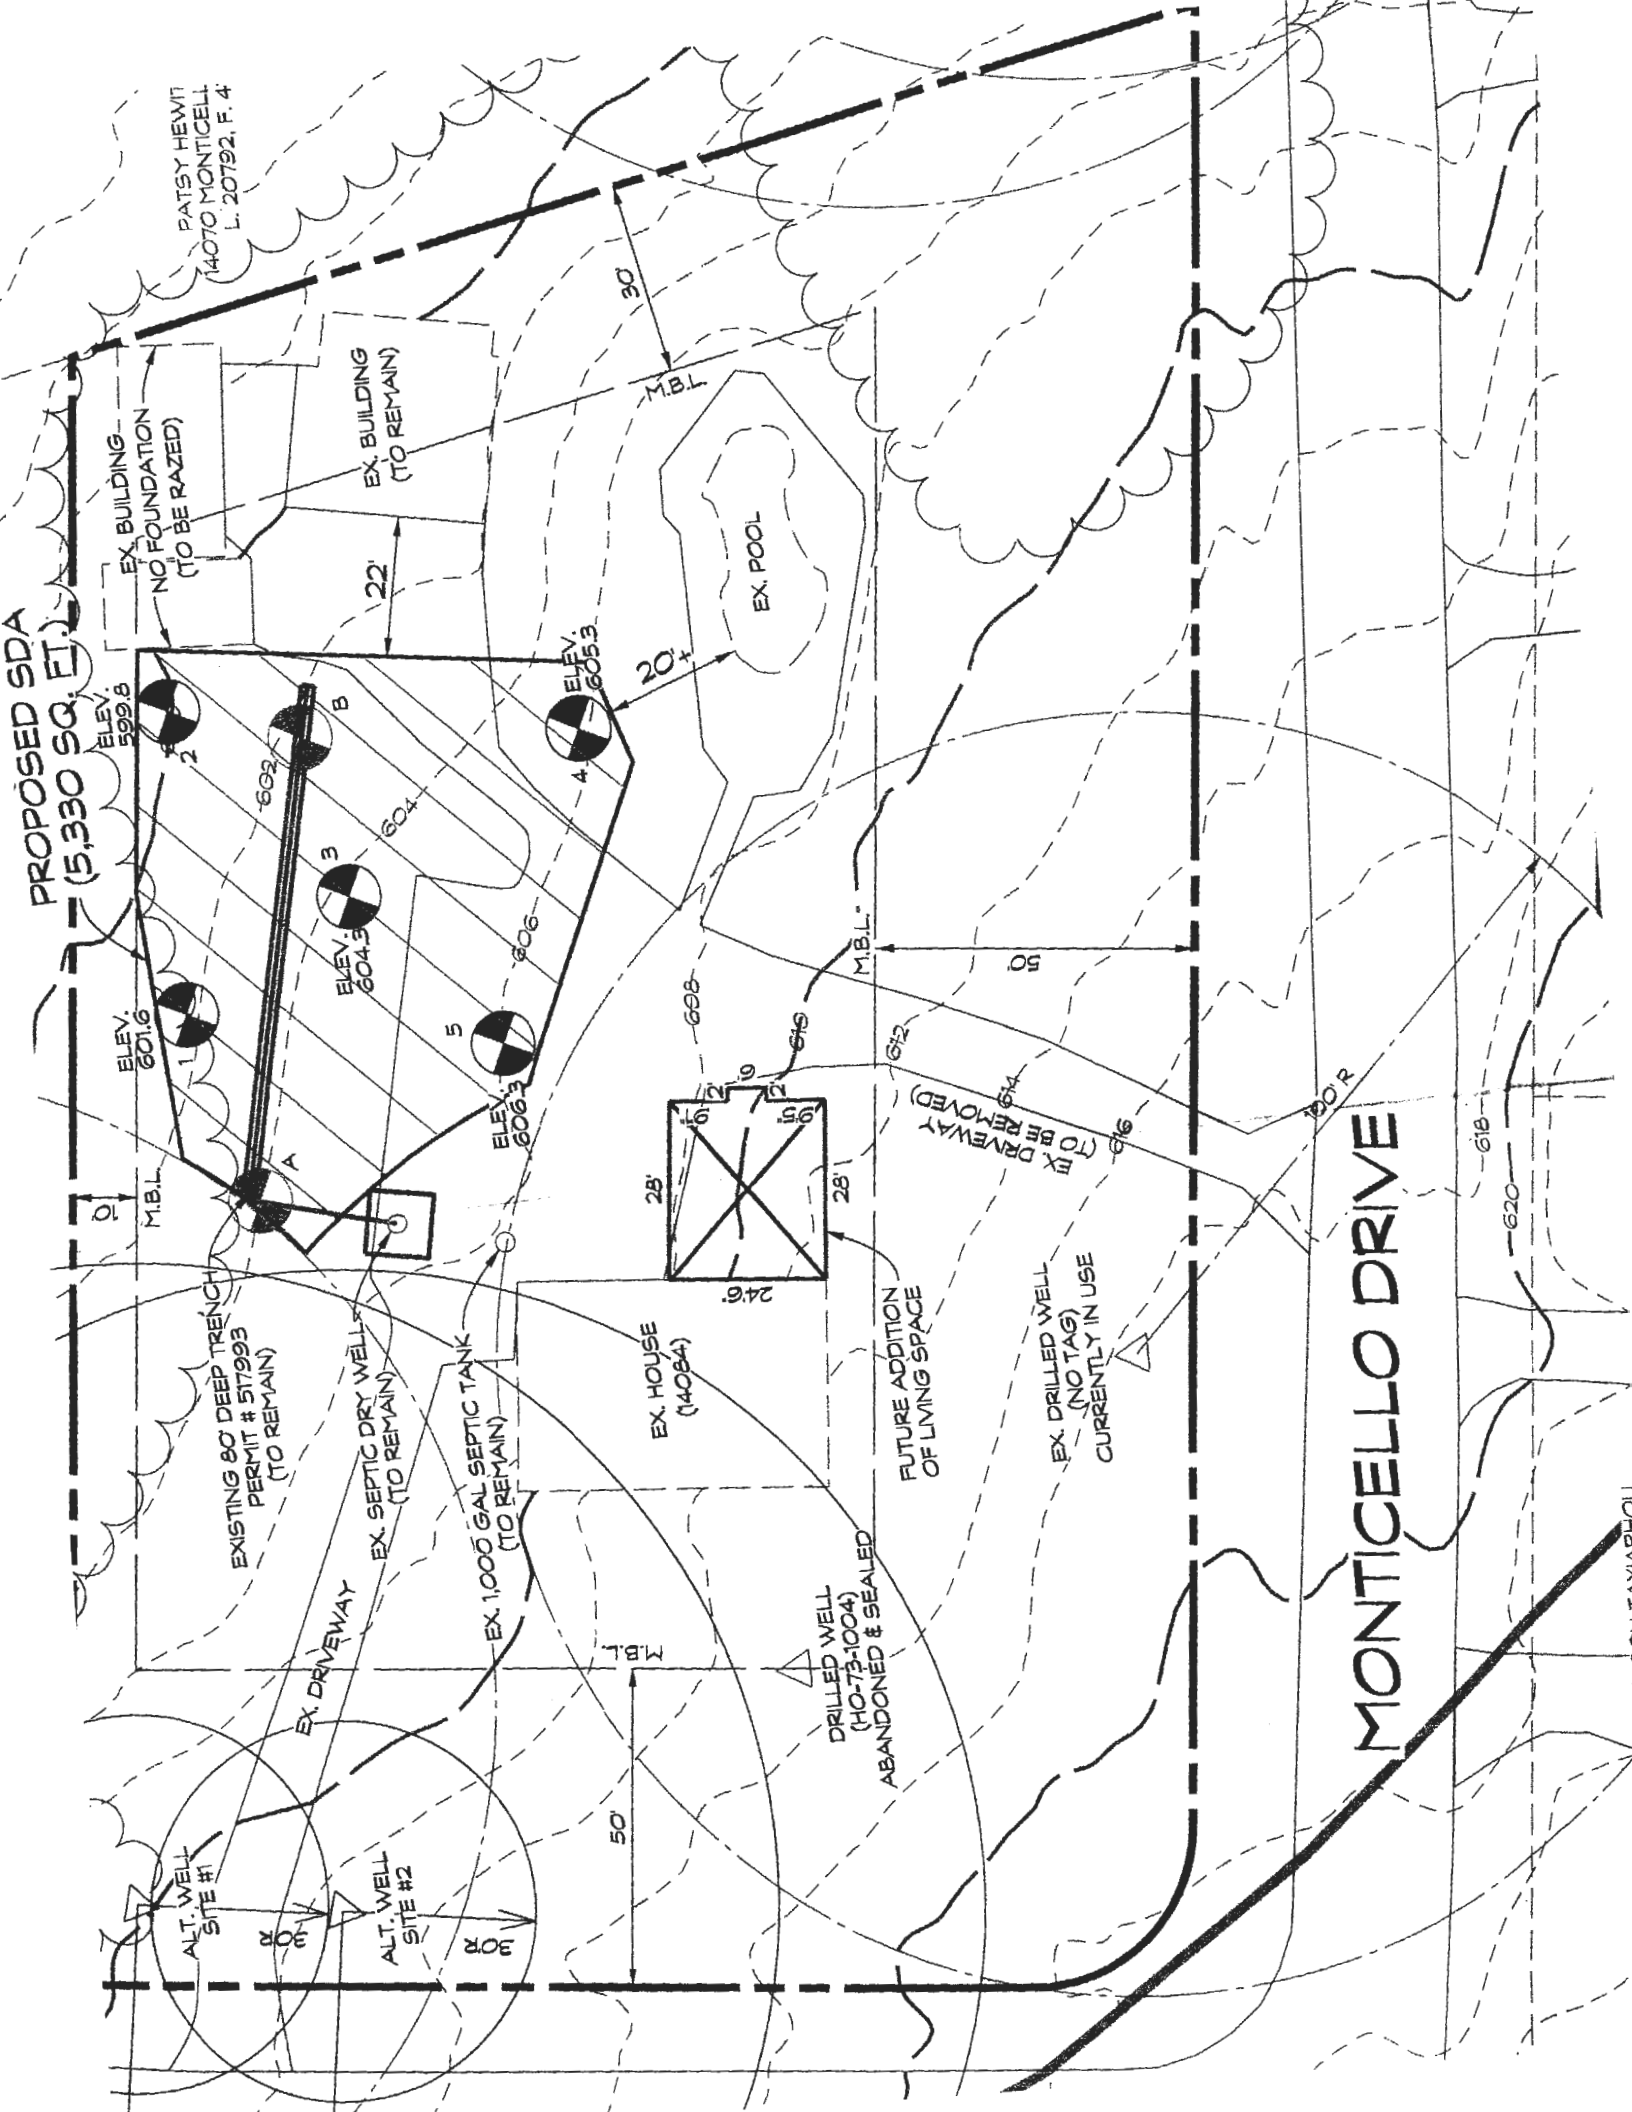 PATSY HEWIT
14070 MONTICELL
L. 20792, F. 4
PROPOSED SDA
(5,330 SQ. FT.)
EX. BUILDING
NO FOUNDATION
(TO BE RAZED)
EX. BUILDING
(TO REMAIN)
30'
M.B.L.
22'
EX. POOL
20'+
ELEV.
599.8
2
B
602
604
3
ELEV.
604.3
ELEV.
605.3
4
606
ELEV.
601.6
1
5
ELEV.
606.3
A
10'
M.B.L.
608
610
612
614
616
618
620
M.B.L.
50'
EX. DRIVEWAY
(TO BE REMOVED)
100' R
28'
28'
24'6"
2'
6'
2'
9'
9'5"
EXISTING 80' DEEP TRENCH
PERMIT # 517993
(TO REMAIN)
EX. SEPTIC DRY WELL
(TO REMAIN)
EX. 1,000 GAL SEPTIC TANK
(TO REMAIN)
EX. HOUSE
(14084)
FUTURE ADDITION
OF LIVING SPACE
EX. DRILLED WELL
(NO TAG)
CURRENTLY IN USE
MONTICELLO DRIVE
EX. DRIVEWAY
M.B.L.
50'
DRILLED WELL
(HO-73-1004)
ABANDONED & SEALED
ALT. WELL
SITE #1
30'R
ALT. WELL
SITE #2
30'R